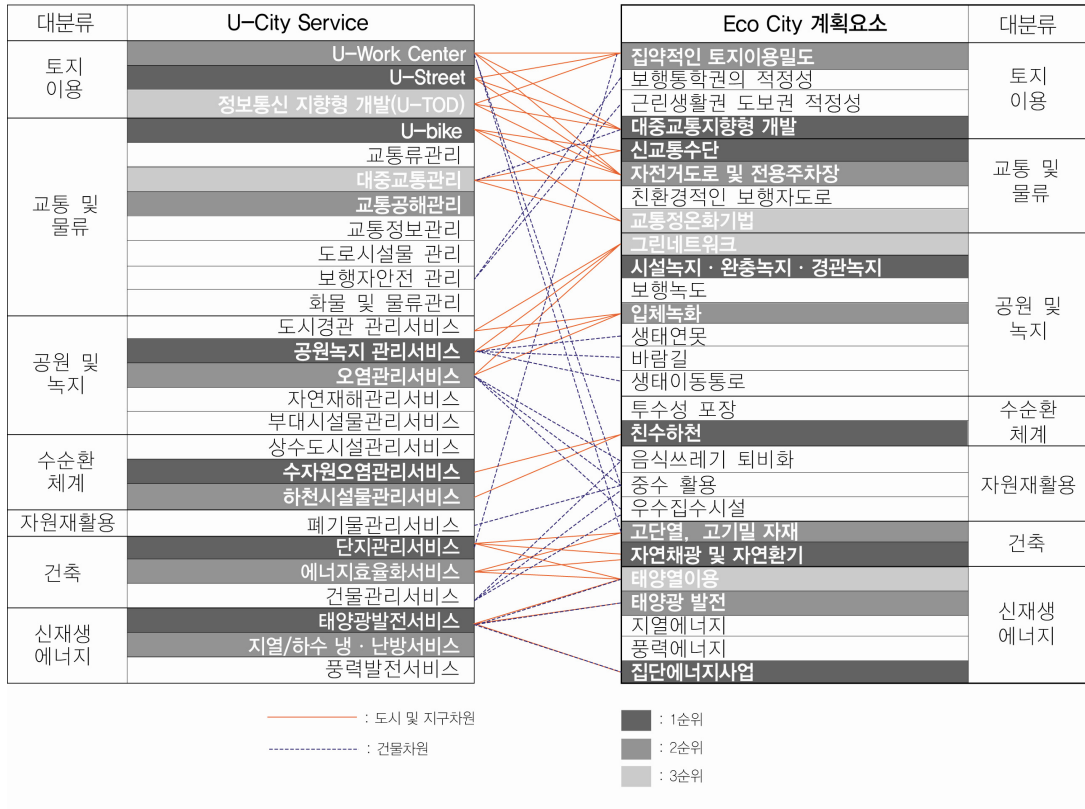 대분류
U-City Service
토지
이용
U-Work Center
U-Street
정보통신 지향형 개발(U-TOD)
교통 및
물류
U-bike
교통류관리
대중교통관리
교통공해관리
교통정보관리
도로시설물 관리
보행자안전 관리
화물 및 물류관리
공원 및
녹지
도시경관 관리서비스
공원녹지 관리서비스
오염관리서비스
자연재해관리서비스
부대시설물관리서비스
수순환
체계
상수도시설관리서비스
수자원오염관리서비스
하천시설물관리서비스
자원재활용
폐기물관리서비스
건축
단지관리서비스
에너지효율화서비스
건물관리서비스
신재생
에너지
태양광발전서비스
지열/하수 냉·난방서비스
풍력발전서비스
Eco City 계획요소
대분류
집약적인 토지이용밀도
보행통학권의 적정성
근린생활권 도보권 적정성
대중교통지향형 개발
토지
이용
신교통수단
자전거도로 및 전용주차장
친환경적인 보행자도로
교통정온화기법
교통 및
물류
그린네트워크
시설녹지·완충녹지·경관녹지
보행녹도
입체녹화
생태연못
바람길
생태이동통로
공원 및
녹지
투수성 포장
친수하천
수순환
체계
음식쓰레기 퇴비화
중수 활용
우수집수시설
자원재활용
고단열, 고기밀 자재
자연채광 및 자연환기
건축
태양열이용
태양광 발전
지열에너지
풍력에너지
집단에너지사업
신재생
에너지
: 도시 및 지구차원
: 건물차원
: 1순위
: 2순위
: 3순위